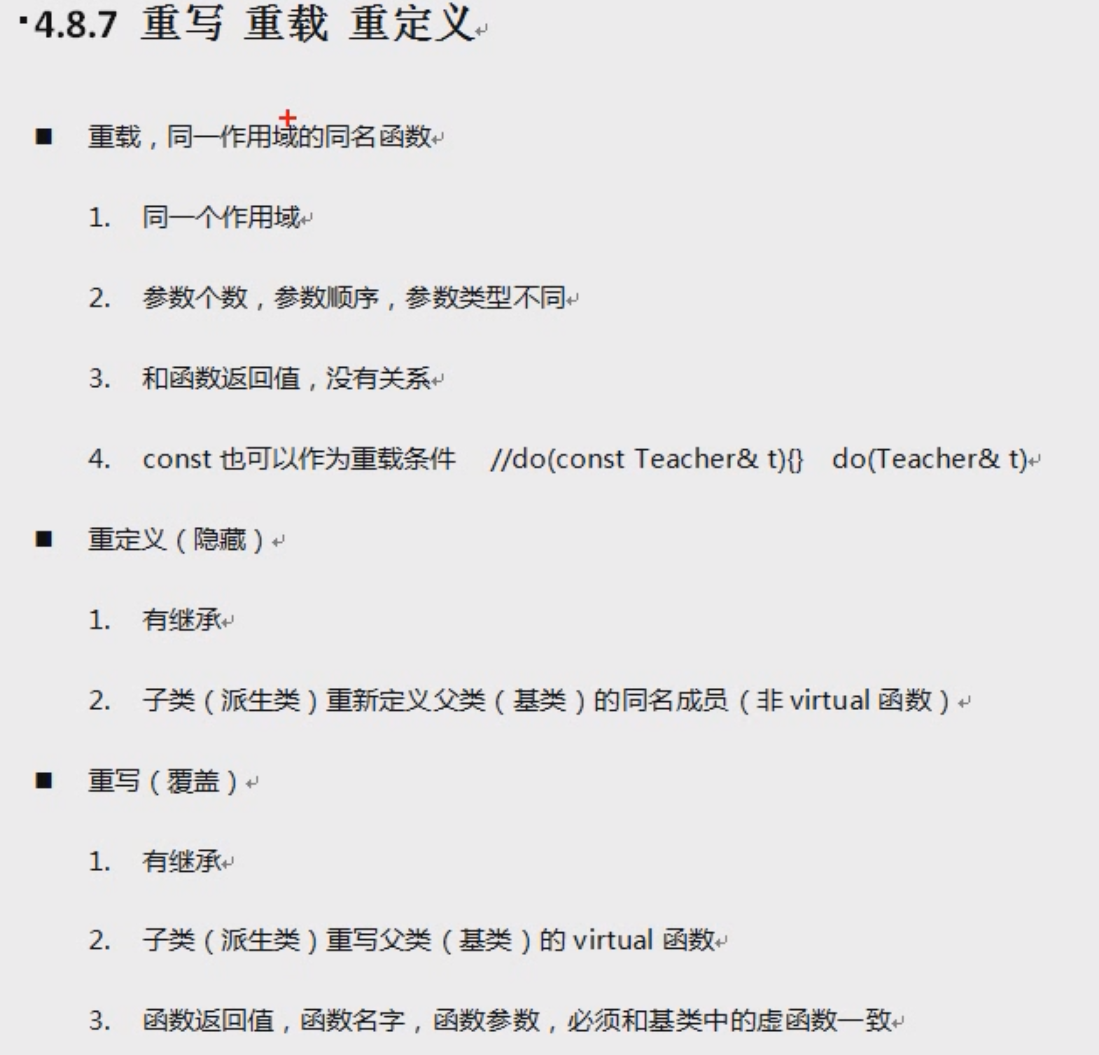 4.8.7 重写 重载 重定义
■ 重载，同一作用域的同名函数
1. 同一个作用域
2. 参数个数，参数顺序，参数类型不同
3. 和函数返回值，没有关系
4. const 也可以作为重载条件 //do(const Teacher& t){} do(Teacher& t)
■ 重定义（隐藏）
1. 有继承
2. 子类（派生类）重新定义父类（基类）的同名成员（非 virtual 函数）
■ 重写（覆盖）
1. 有继承
2. 子类（派生类）重写父类（基类）的 virtual 函数
3. 函数返回值，函数名字，函数参数，必须和基类中的虚函数一致